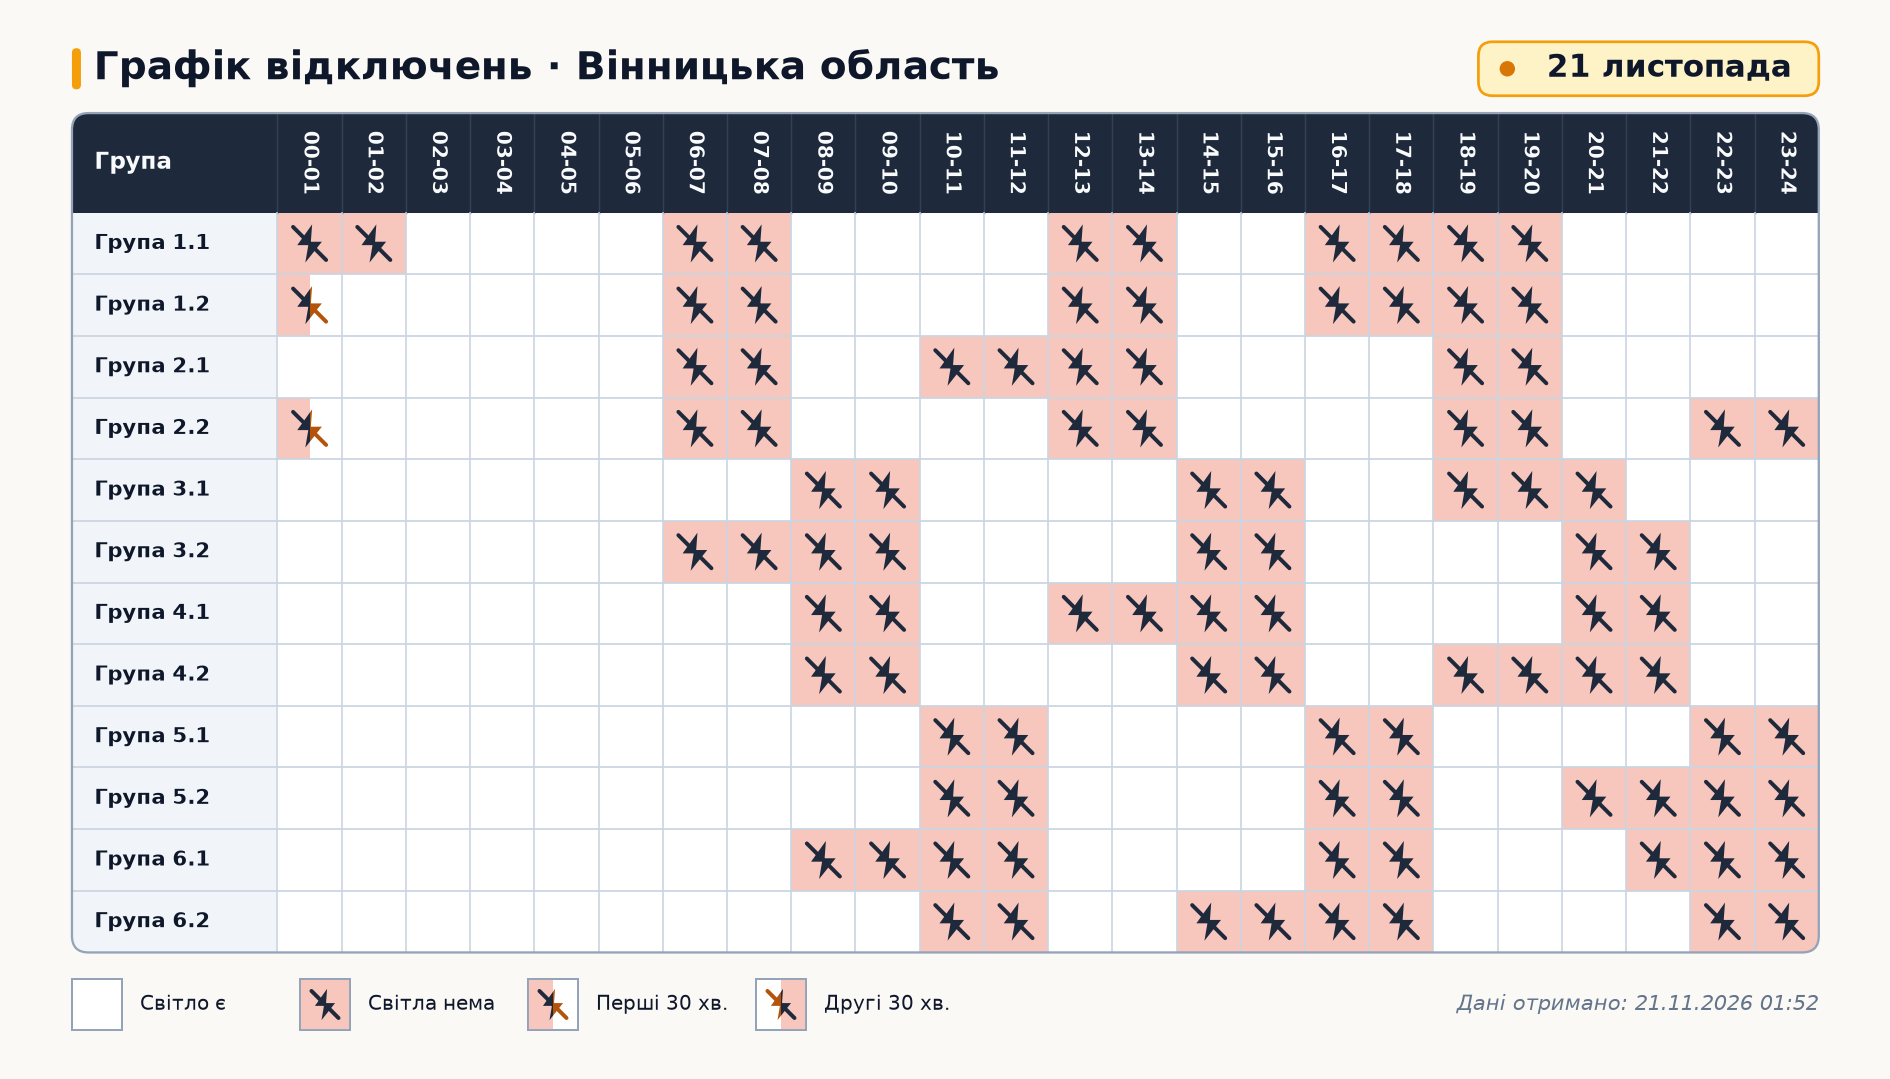 Графік відключень · Вінницька область
21 листопада
Група 00-01 01-02 02-03 03-04 04-05 05-06 06-07 07-08 08-09 09-10 10-11 11-12 12-13 13-14 14-15 15-16 16-17 17-18 18-19 19-20 20-21 21-22 22-23 23-24
Група 1.1
Група 1.2
Група 2.1
Група 2.2
Група 3.1
Група 3.2
Група 4.1
Група 4.2
Група 5.1
Група 5.2
Група 6.1
Група 6.2
Світло є Світла нема Перші 30 хв. Другі 30 хв. Дані отримано: 21.11.2026 01:52